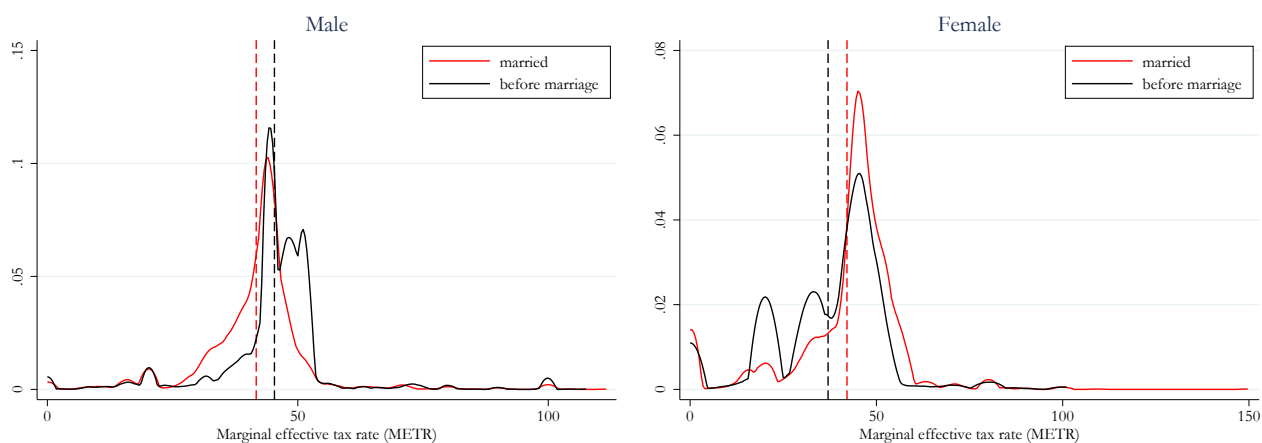 Male
.15
.1
.05
0
married
before marriage
0
50
100
Marginal effective tax rate (METR)
Female
.08
.06
.04
.02
0
married
before marriage
0
50
100
150
Marginal effective tax rate (METR)